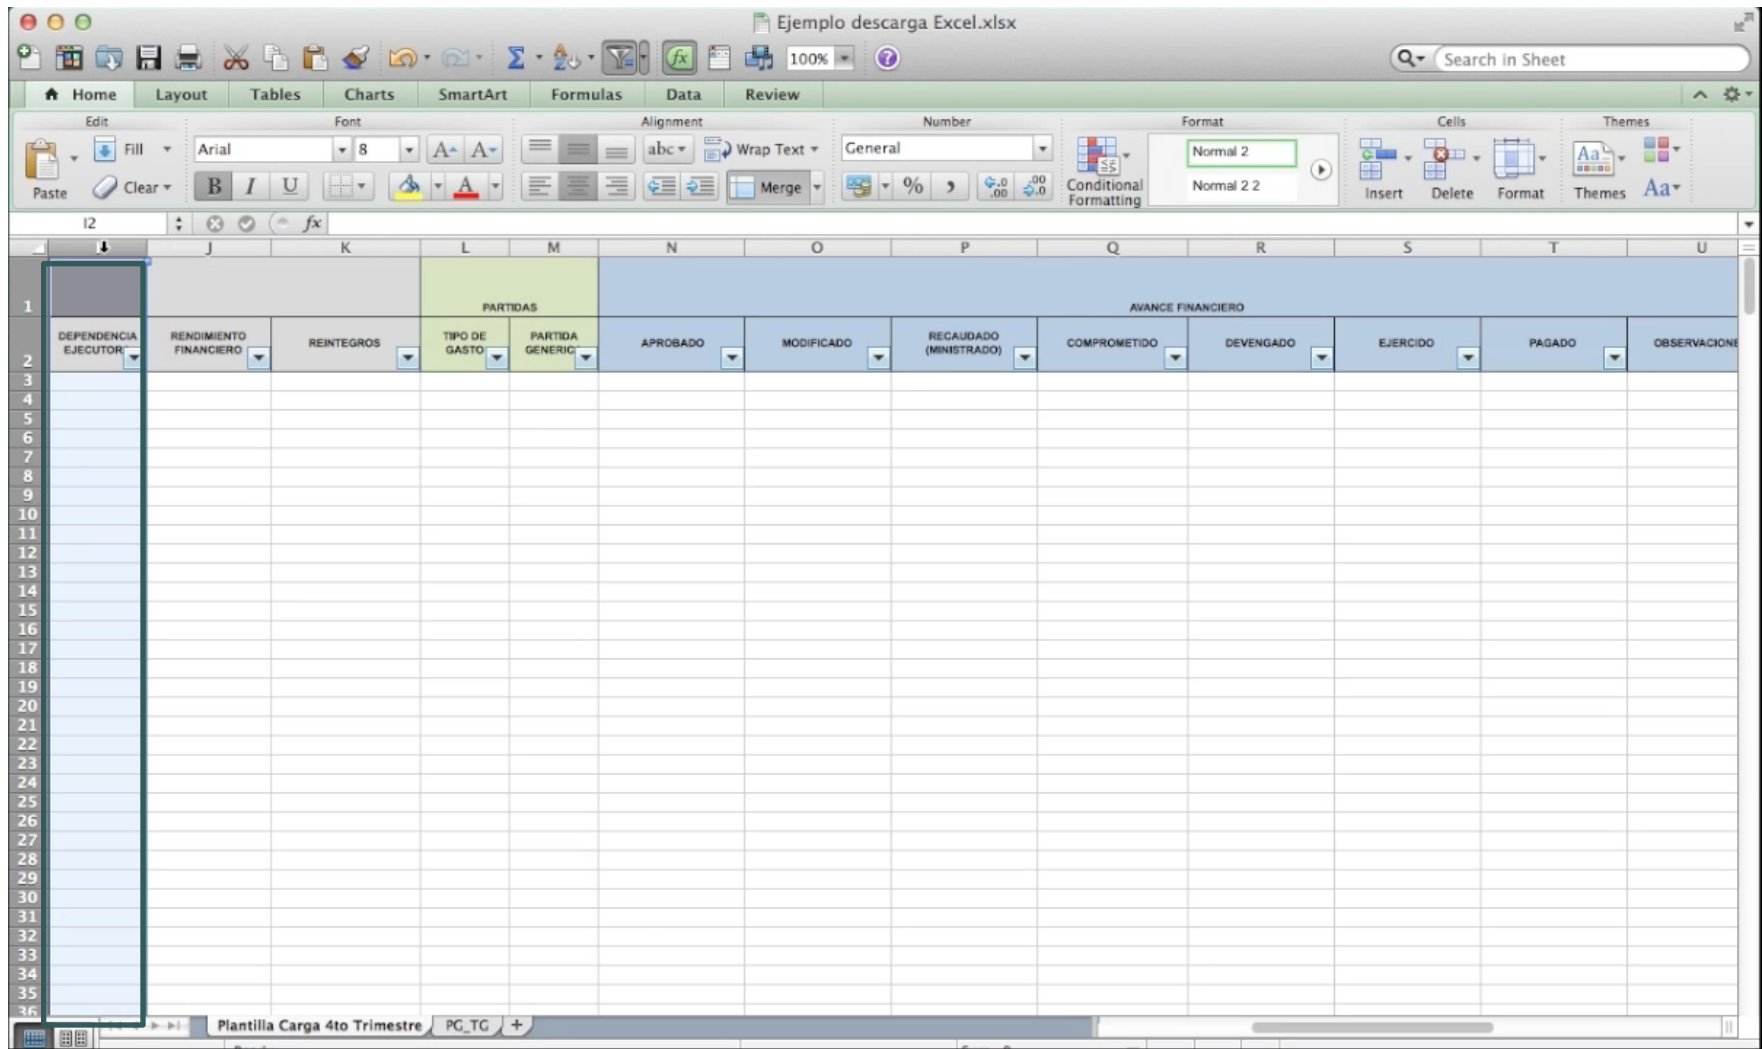 Ejemplo descarga Excel.xlsx
100%
Search in Sheet
Home Layout Tables Charts SmartArt Formulas Data Review
Edit Font Alignment Number Format Cells Themes
Fill Arial 8 A A abc Wrap Text General Normal 2
Paste Clear B I U A Merge % Conditional Formatting Normal 2 2 Insert Delete Format Themes Aa
I2 fx
J K L M N O P Q R S T U
1 PARTIDAS AVANCE FINANCIERO
DEPENDENCIA RENDIMIENTO TIPO DE PARTIDA RECAUDADO
2 EJECUTOR FINANCIERO REINTEGROS GASTO GENERIC APROBADO MODIFICADO (MINISTRADO) COMPROMETIDO DEVENGADO EJERCIDO PAGADO OBSERVACIONE
3
4
5
6
7
8
9
10
11
12
13
14
15
16
17
18
19
20
21
22
23
24
25
26
27
28
29
30
31
32
33
34
35
36
Plantilla Carga 4to Trimestre PG_TG +